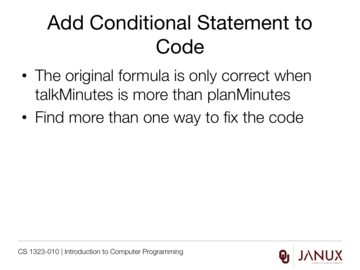 Add Conditional Statement to
Code
• The original formula is only correct when
talkMinutes is more than planMinutes
• Find more than one way to fix the code
CS 1323-010 | Introduction to Computer Programming
JANUX